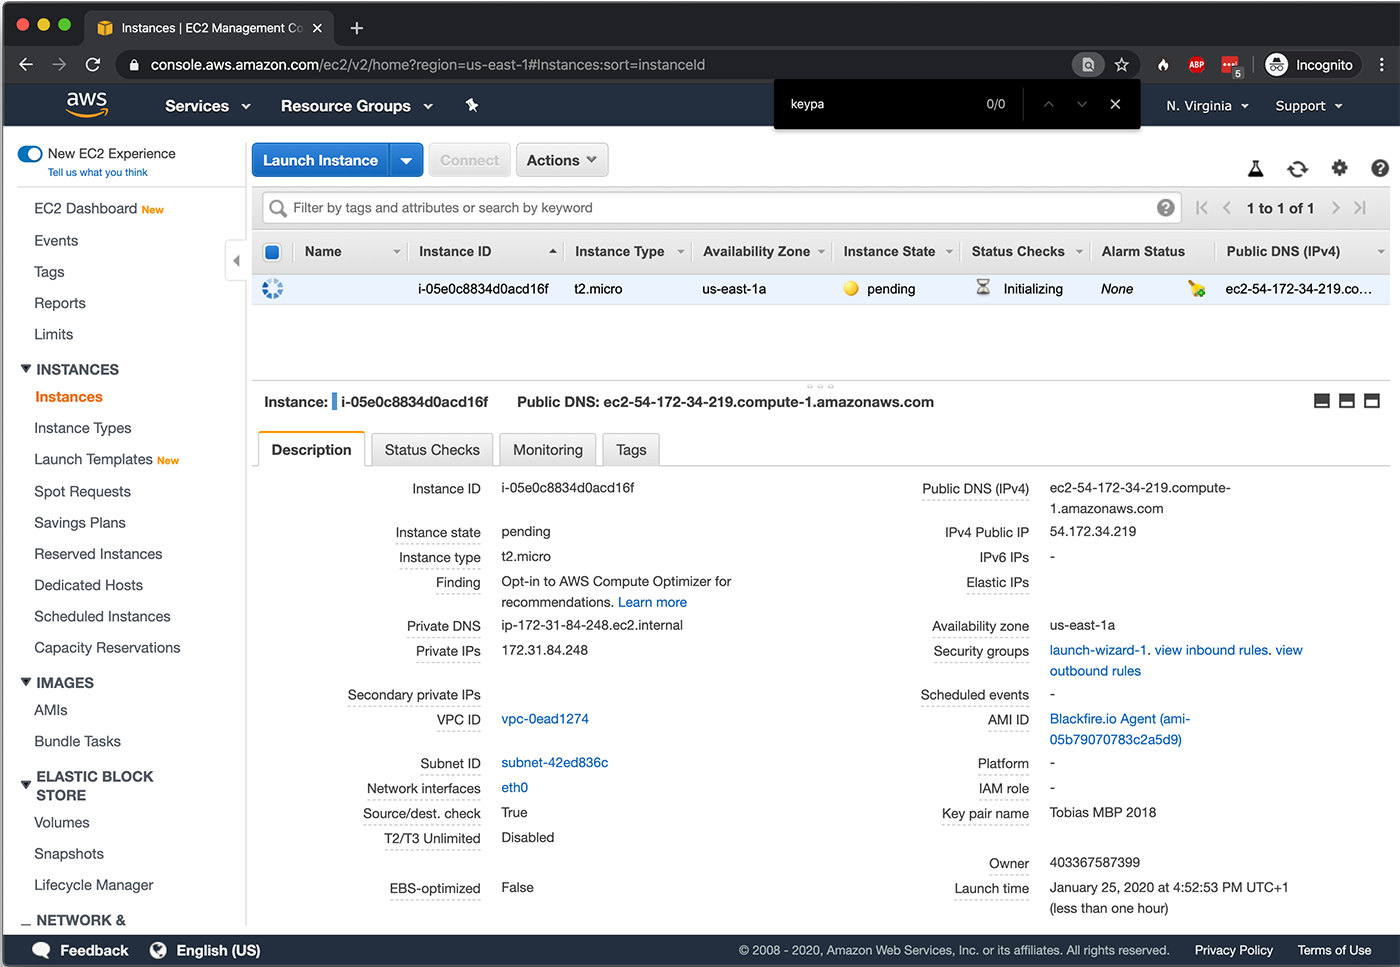 Instances | EC2 Management Co
console.aws.amazon.com/ec2/v2/home?region=us-east-1#Instances:sort=instanceId
ABP
5
Incognito
aws
Services
Resource Groups
keypa
0/0
N. Virginia
Support
New EC2 Experience
Tell us what you think
EC2 Dashboard New
Events
Tags
Reports
Limits
INSTANCES
Instances
Instance Types
Launch Templates New
Spot Requests
Savings Plans
Reserved Instances
Dedicated Hosts
Scheduled Instances
Capacity Reservations
IMAGES
AMIs
Bundle Tasks
ELASTIC BLOCK
STORE
Volumes
Snapshots
Lifecycle Manager
NETWORK &
Launch Instance
Connect
Actions
Filter by tags and attributes or search by keyword
1 to 1 of 1
Name Instance ID Instance Type Availability Zone Instance State Status Checks Alarm Status Public DNS (IPv4)
i-05e0c8834d0acd16f t2.micro us-east-1a pending Initializing None ec2-54-172-34-219.co...
Instance: i-05e0c8834d0acd16f Public DNS: ec2-54-172-34-219.compute-1.amazonaws.com
Description Status Checks Monitoring Tags
Instance ID i-05e0c8834d0acd16f
Instance state pending
Instance type t2.micro
Finding Opt-in to AWS Compute Optimizer for
recommendations. Learn more
Private DNS ip-172-31-84-248.ec2.internal
Private IPs 172.31.84.248
Secondary private IPs
VPC ID vpc-0ead1274
Subnet ID subnet-42ed836c
Network interfaces eth0
Source/dest. check True
T2/T3 Unlimited Disabled
EBS-optimized False
Public DNS (IPv4) ec2-54-172-34-219.compute-
1.amazonaws.com
IPv4 Public IP 54.172.34.219
IPv6 IPs -
Elastic IPs
Availability zone us-east-1a
Security groups launch-wizard-1. view inbound rules. view
outbound rules
Scheduled events -
AMI ID Blackfire.io Agent (ami-
05b79070783c2a5d9)
Platform -
IAM role -
Key pair name Tobias MBP 2018
Owner 403367587399
Launch time January 25, 2020 at 4:52:53 PM UTC+1
(less than one hour)
Feedback
English (US)
© 2008 - 2020, Amazon Web Services, Inc. or its affiliates. All rights reserved.
Privacy Policy
Terms of Use